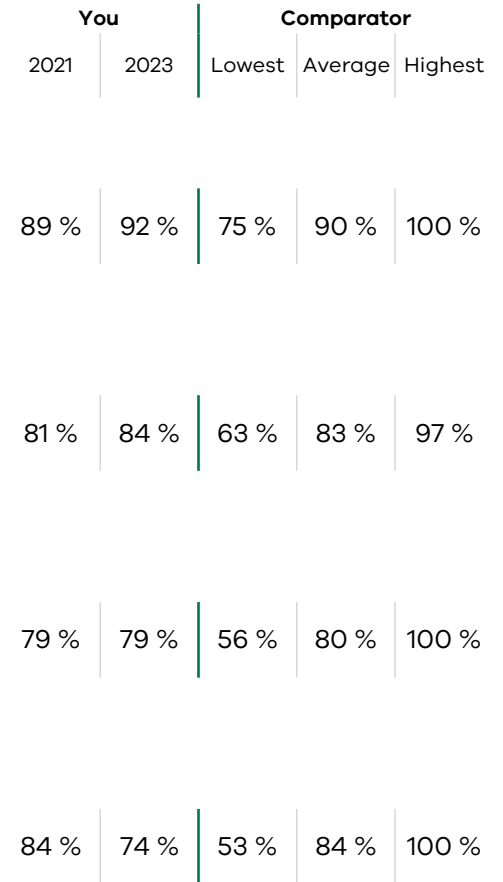 You Comparator
2021 2023 Lowest Average Highest
89 % 92 % 75 % 90 % 100 %
81 % 84 % 63 % 83 % 97 %
79 % 79 % 56 % 80 % 100 %
84 % 74 % 53 % 84 % 100 %